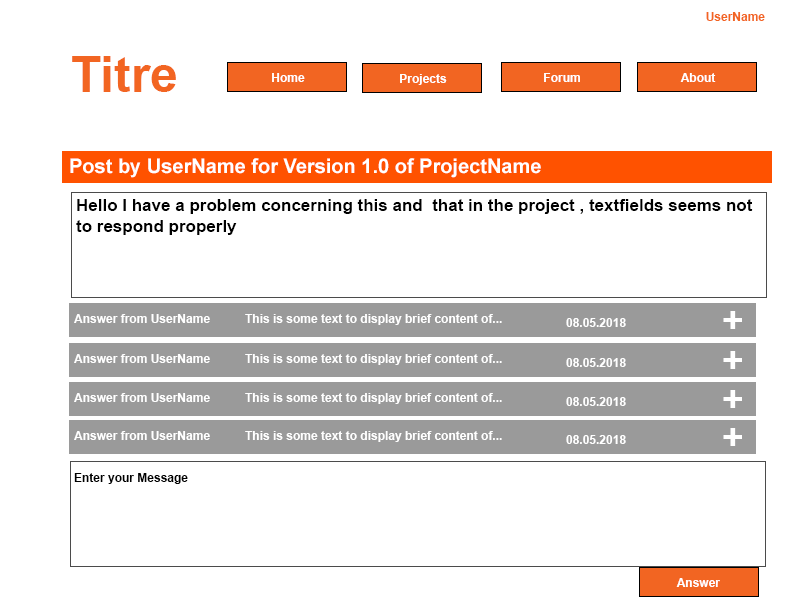 UserName
Titre
Home
Projects
Forum
About
Post by UserName for Version 1.0 of ProjectName
Hello I have a problem concerning this and  that in the project , textfields seems not
to respond properly
Answer from UserName This is some text to display brief content of... 08.05.2018 +
Answer from UserName This is some text to display brief content of... 08.05.2018 +
Answer from UserName This is some text to display brief content of... 08.05.2018 +
Answer from UserName This is some text to display brief content of... 08.05.2018 +
Enter your Message
Answer